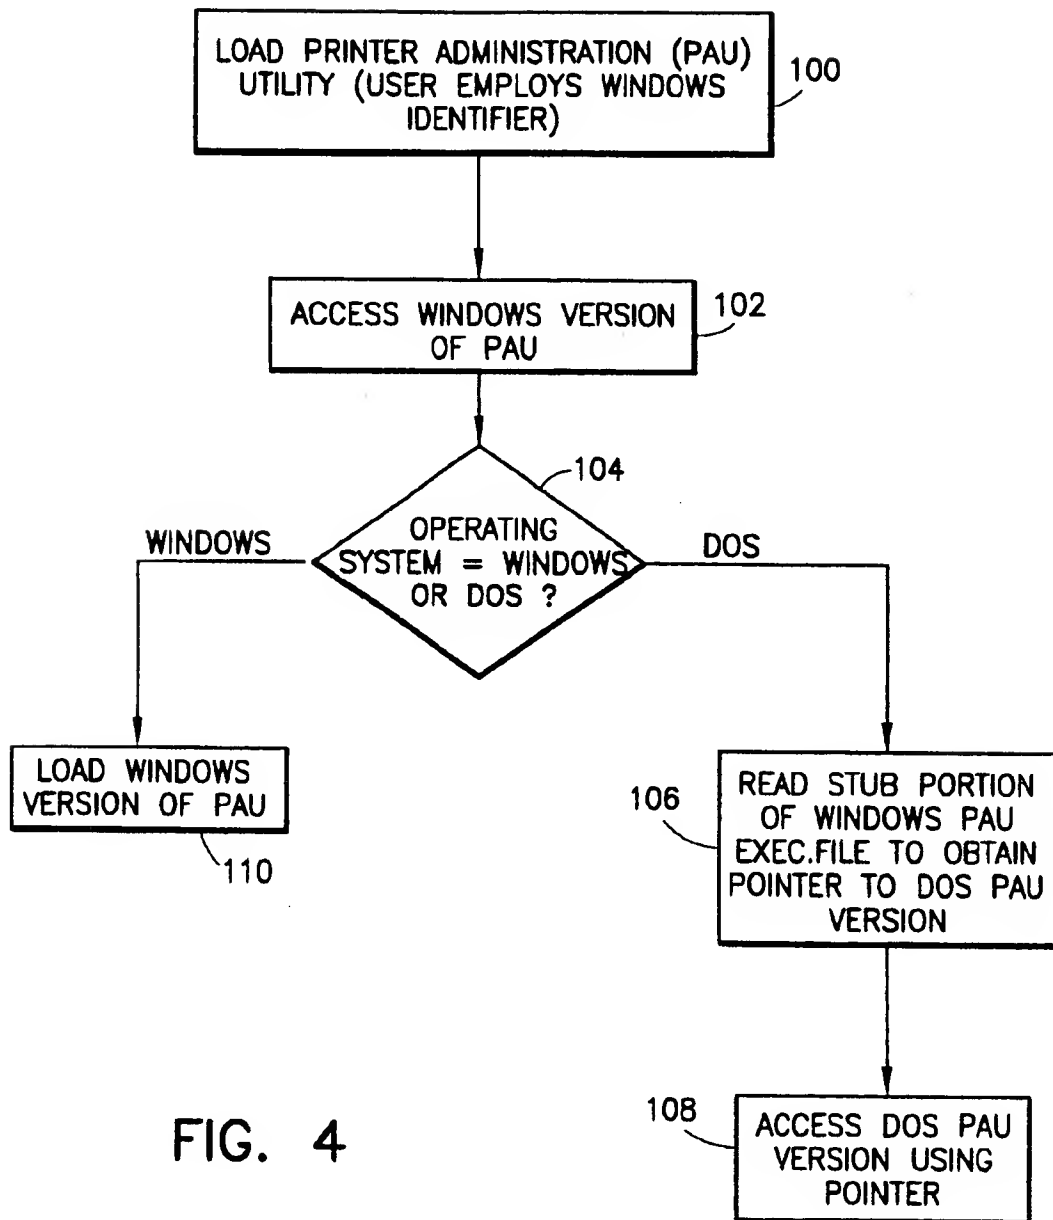 LOAD PRINTER ADMINISTRATION (PAU)
UTILITY (USER EMPLOYS WINDOWS
IDENTIFIER)
100
ACCESS WINDOWS VERSION
OF PAU
102
104
OPERATING
SYSTEM = WINDOWS
OR DOS ?
WINDOWS
DOS
LOAD WINDOWS
VERSION OF PAU
110
106
READ STUB PORTION
OF WINDOWS PAU
EXEC.FILE TO OBTAIN
POINTER TO DOS PAU
VERSION
108
ACCESS DOS PAU
VERSION USING
POINTER
FIG. 4